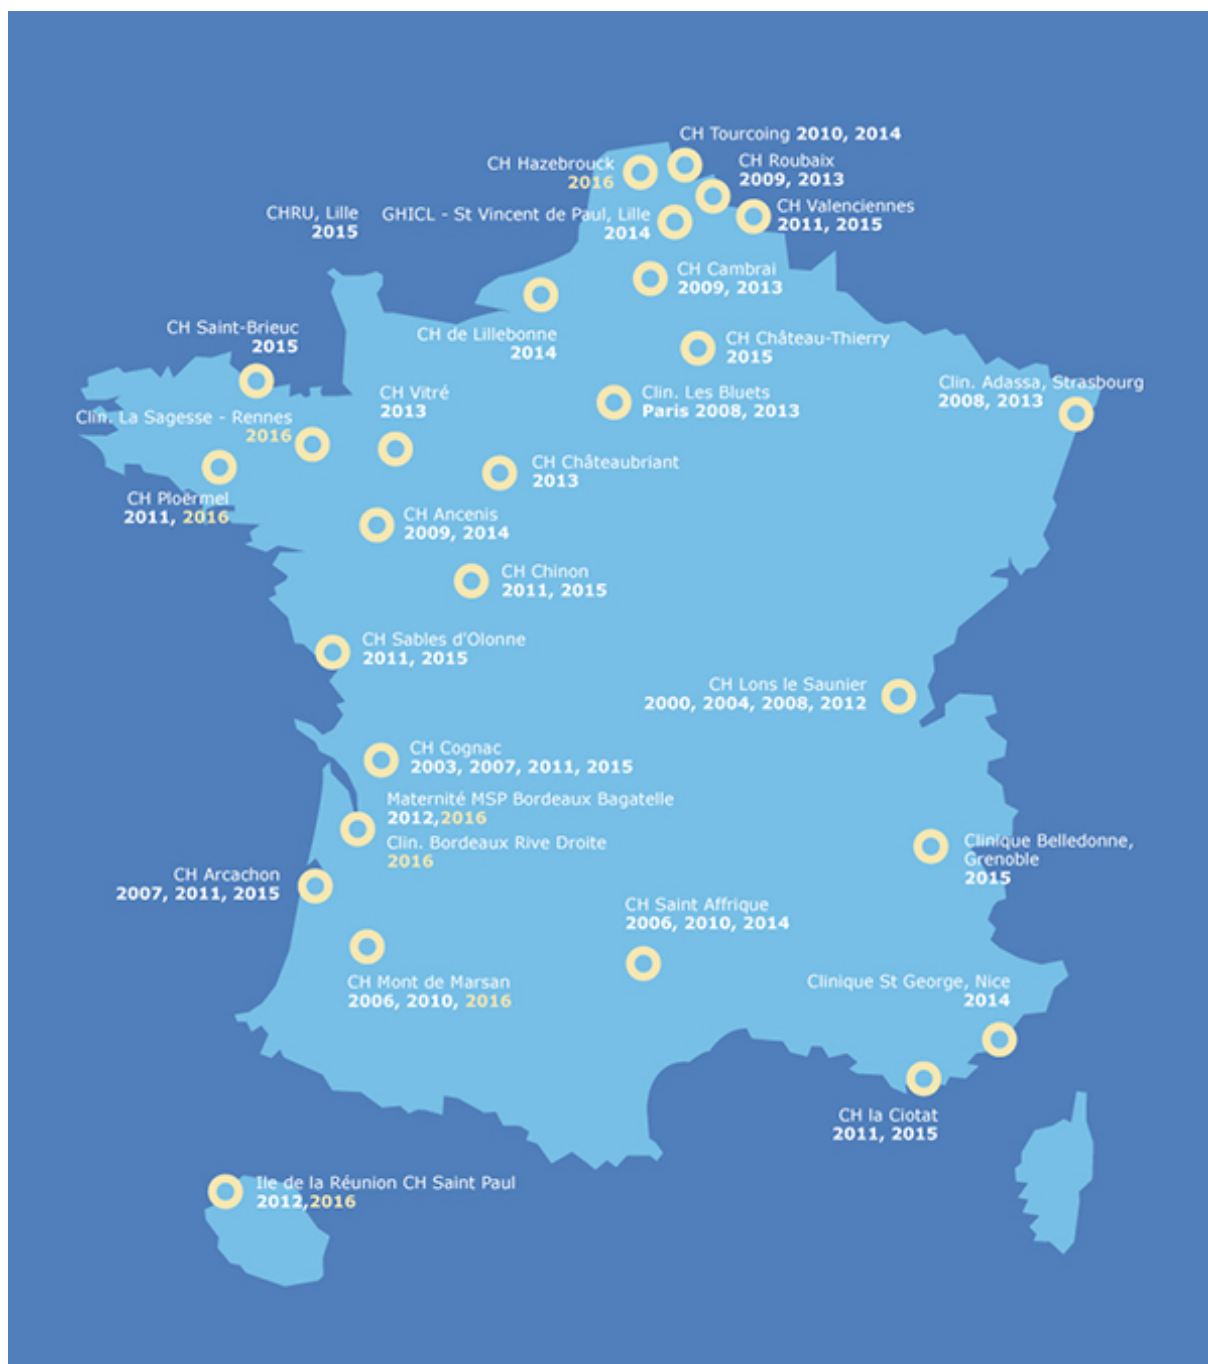 CH Tourcoing 2010, 2014
CH Hazebrouck
2016
CH Roubaix
2009, 2013
CHRU, Lille
2015
GHICL - St Vincent de Paul, Lille
2014
CH Valenciennes
2011, 2015
CH Cambrai
2009, 2013
CH Saint-Brieuc
2015
CH de Lillebonne
2014
CH Château-Thierry
2015
CH Vitré
2013
Clin. Les Bluets
Paris 2008, 2013
Clin. Adassa, Strasbourg
2008, 2013
Clin. La Sagesse - Rennes
2016
CH Châteaubriant
2013
CH Ploërmel
2011, 2016
CH Ancenis
2009, 2014
CH Chinon
2011, 2015
CH Sables d'Olonne
2011, 2015
CH Lons le Saunier
2000, 2004, 2008, 2012
CH Cognac
2003, 2007, 2011, 2015
Maternité MSP Bordeaux Bagatelle
2012,2016
Clin. Bordeaux Rive Droite
2016
Clinique Belledonne,
Grenoble
2015
CH Arcachon
2007, 2011, 2015
CH Saint Affrique
2006, 2010, 2014
CH Mont de Marsan
2006, 2010, 2016
Clinique St George, Nice
2014
CH la Ciotat
2011, 2015
Ile de la Réunion CH Saint Paul
2012,2016